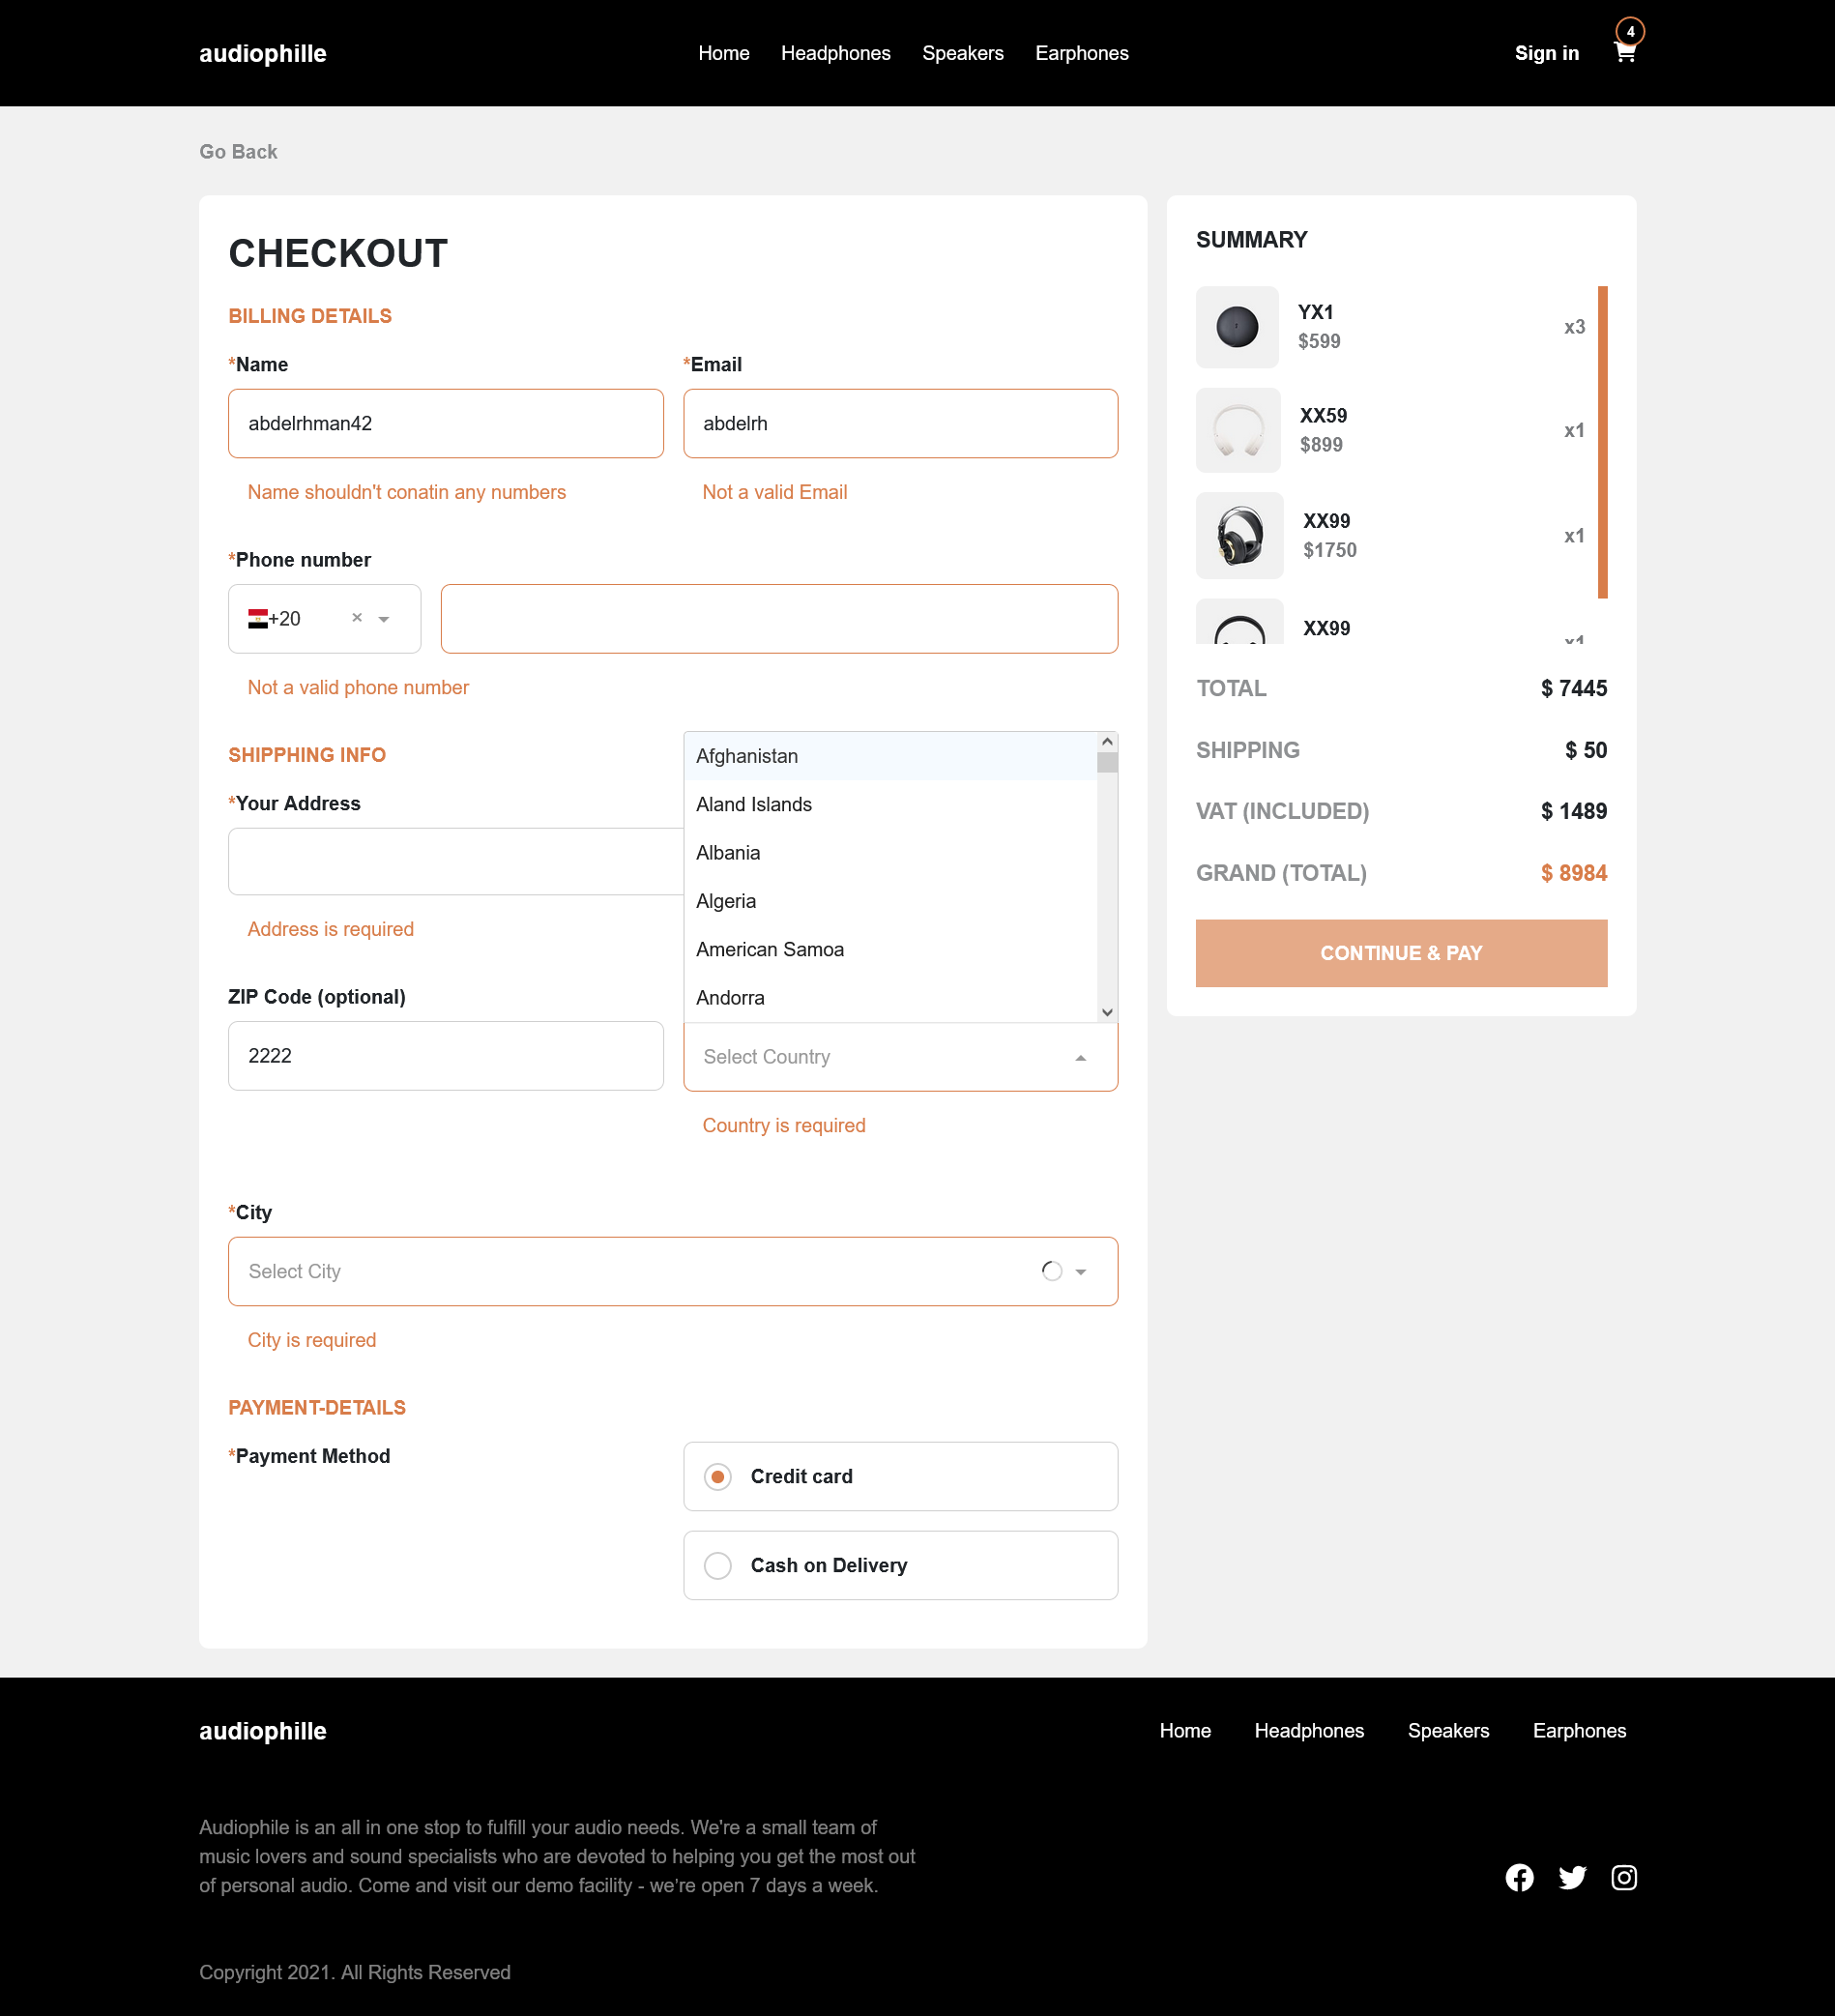 audiophille
Home Headphones Speakers Earphones
Sign in
4
Go Back
CHECKOUT
BILLING DETAILS
*Name
*Email
abdelrhman42
abdelrh
Name shouldn't conatin any numbers
Not a valid Email
*Phone number
+20 ×
Not a valid phone number
SHIPPHING INFO
*Your Address
Address is required
ZIP Code (optional)
2222
Afghanistan
Aland Islands
Albania
Algeria
American Samoa
Andorra
Select Country
Country is required
*City
Select City
City is required
PAYMENT-DETAILS
*Payment Method
Credit card
Cash on Delivery
SUMMARY
YX1
$599
x3
XX59
$899
x1
XX99
$1750
x1
XX99
x1
TOTAL $ 7445
SHIPPING $ 50
VAT (INCLUDED) $ 1489
GRAND (TOTAL) $ 8984
CONTINUE & PAY
audiophille
Home Headphones Speakers Earphones
Audiophile is an all in one stop to fulfill your audio needs. We're a small team of
music lovers and sound specialists who are devoted to helping you get the most out
of personal audio. Come and visit our demo facility - we’re open 7 days a week.
Copyright 2021. All Rights Reserved